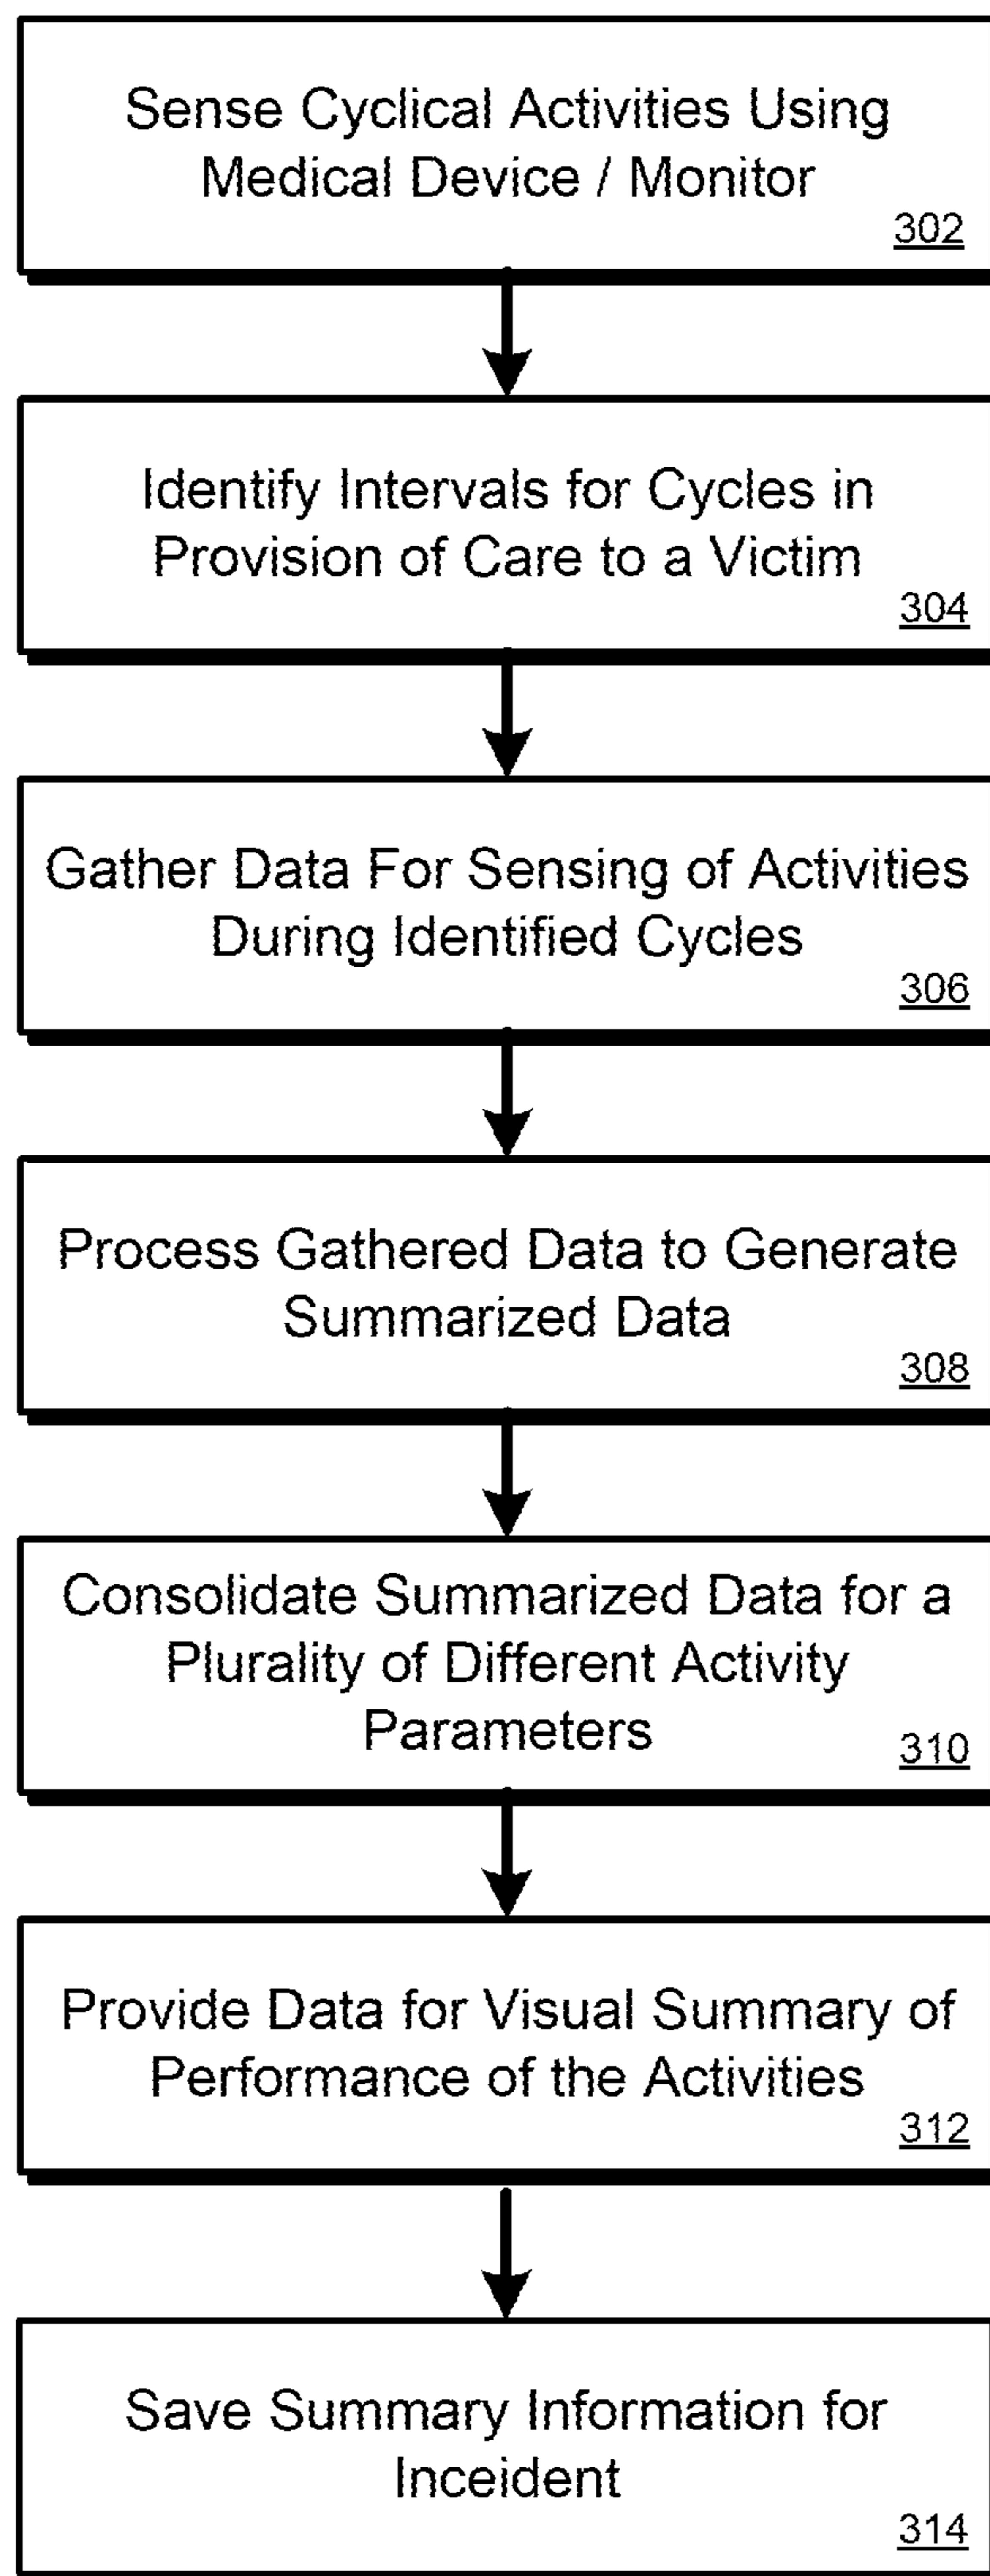 Sense Cyclical Activities Using
Medical Device / Monitor
302
Identify Intervals for Cycles in
Provision of Care to a Victim
304
Gather Data For Sensing of Activities
During Identified Cycles
306
Process Gathered Data to Generate
Summarized Data
308
Consolidate Summarized Data for a
Plurality of Different Activity
Parameters
310
Provide Data for Visual Summary of
Performance of the Activities
312
Save Summary Information for
Inceident
314